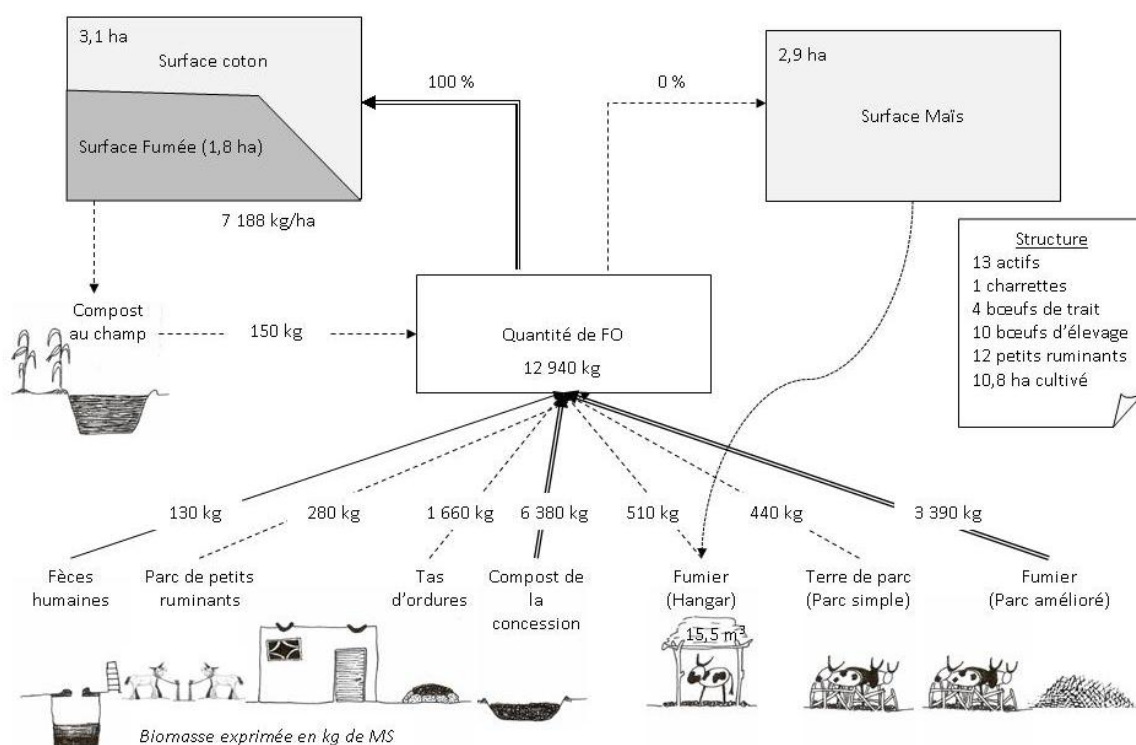 3,1 ha
Surface coton
Surface Fumée (1,8 ha)
7 188 kg/ha
100 %
0 %
2,9 ha
Surface Maïs
Structure
13 actifs
1 charrettes
4 bœufs de trait
10 bœufs d’élevage
12 petits ruminants
10,8 ha cultivé
Compost
au champ
150 kg
Quantité de FO
12 940 kg
130 kg
280 kg
1 660 kg
6 380 kg
510 kg
440 kg
3 390 kg
Fèces
humaines
Parc de petits
ruminants
Tas
d’ordures
Compost de
la
concession
Fumier
(Hangar)
15,5 m³
Terre de parc
(Parc simple)
Fumier
(Parc amélioré)
Biomasse exprimée en kg de MS